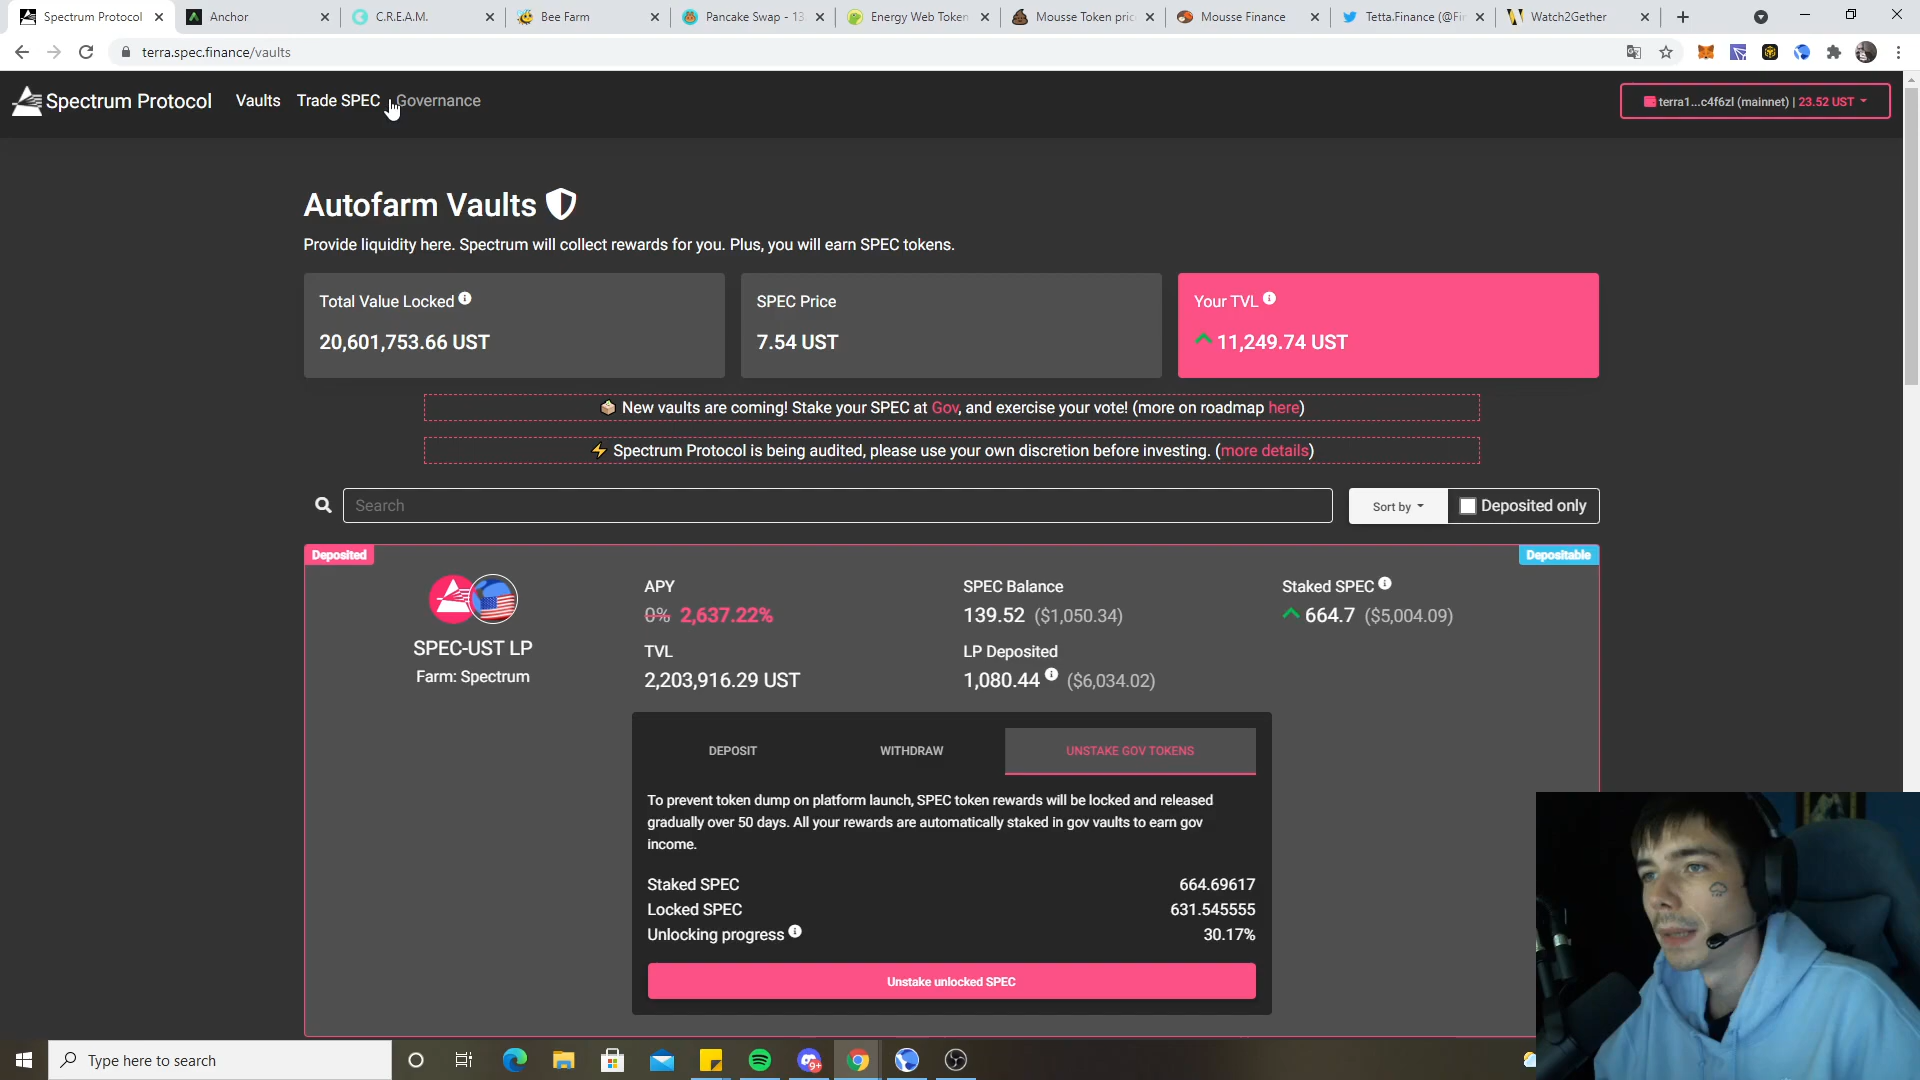 Spectrum Protocol
Anchor
C.R.E.A.M.
Bee Farm
Pancake Swap - 13
Energy Web Token
Mousse Token pric
Mousse Finance
Tetta.Finance (@Fi
Watch2Gether
terra.spec.finance/vaults
Spectrum Protocol
Vaults
Trade SPEC
Governance
terra1...c4f6zl (mainnet) | 23.52 UST
Autofarm Vaults
Provide liquidity here. Spectrum will collect rewards for you. Plus, you will earn SPEC tokens.
Total Value Locked
20,601,753.66 UST
SPEC Price
7.54 UST
Your TVL
11,249.74 UST
New vaults are coming! Stake your SPEC at Gov, and exercise your vote! (more on roadmap here)
Spectrum Protocol is being audited, please use your own discretion before investing. (more details)
Search
Sort by
Deposited only
Deposited
Depositable
SPEC-UST LP
Farm: Spectrum
APY
0% 2,637.22%
TVL
2,203,916.29 UST
SPEC Balance
139.52 ($1,050.34)
LP Deposited
1,080.44 ($6,034.02)
Staked SPEC
664.7 ($5,004.09)
DEPOSIT
WITHDRAW
UNSTAKE GOV TOKENS
To prevent token dump on platform launch, SPEC token rewards will be locked and released
gradually over 50 days. All your rewards are automatically staked in gov vaults to earn gov
income.
Staked SPEC 664.69617
Locked SPEC 631.545555
Unlocking progress 30.17%
Unstake unlocked SPEC
Type here to search
9+